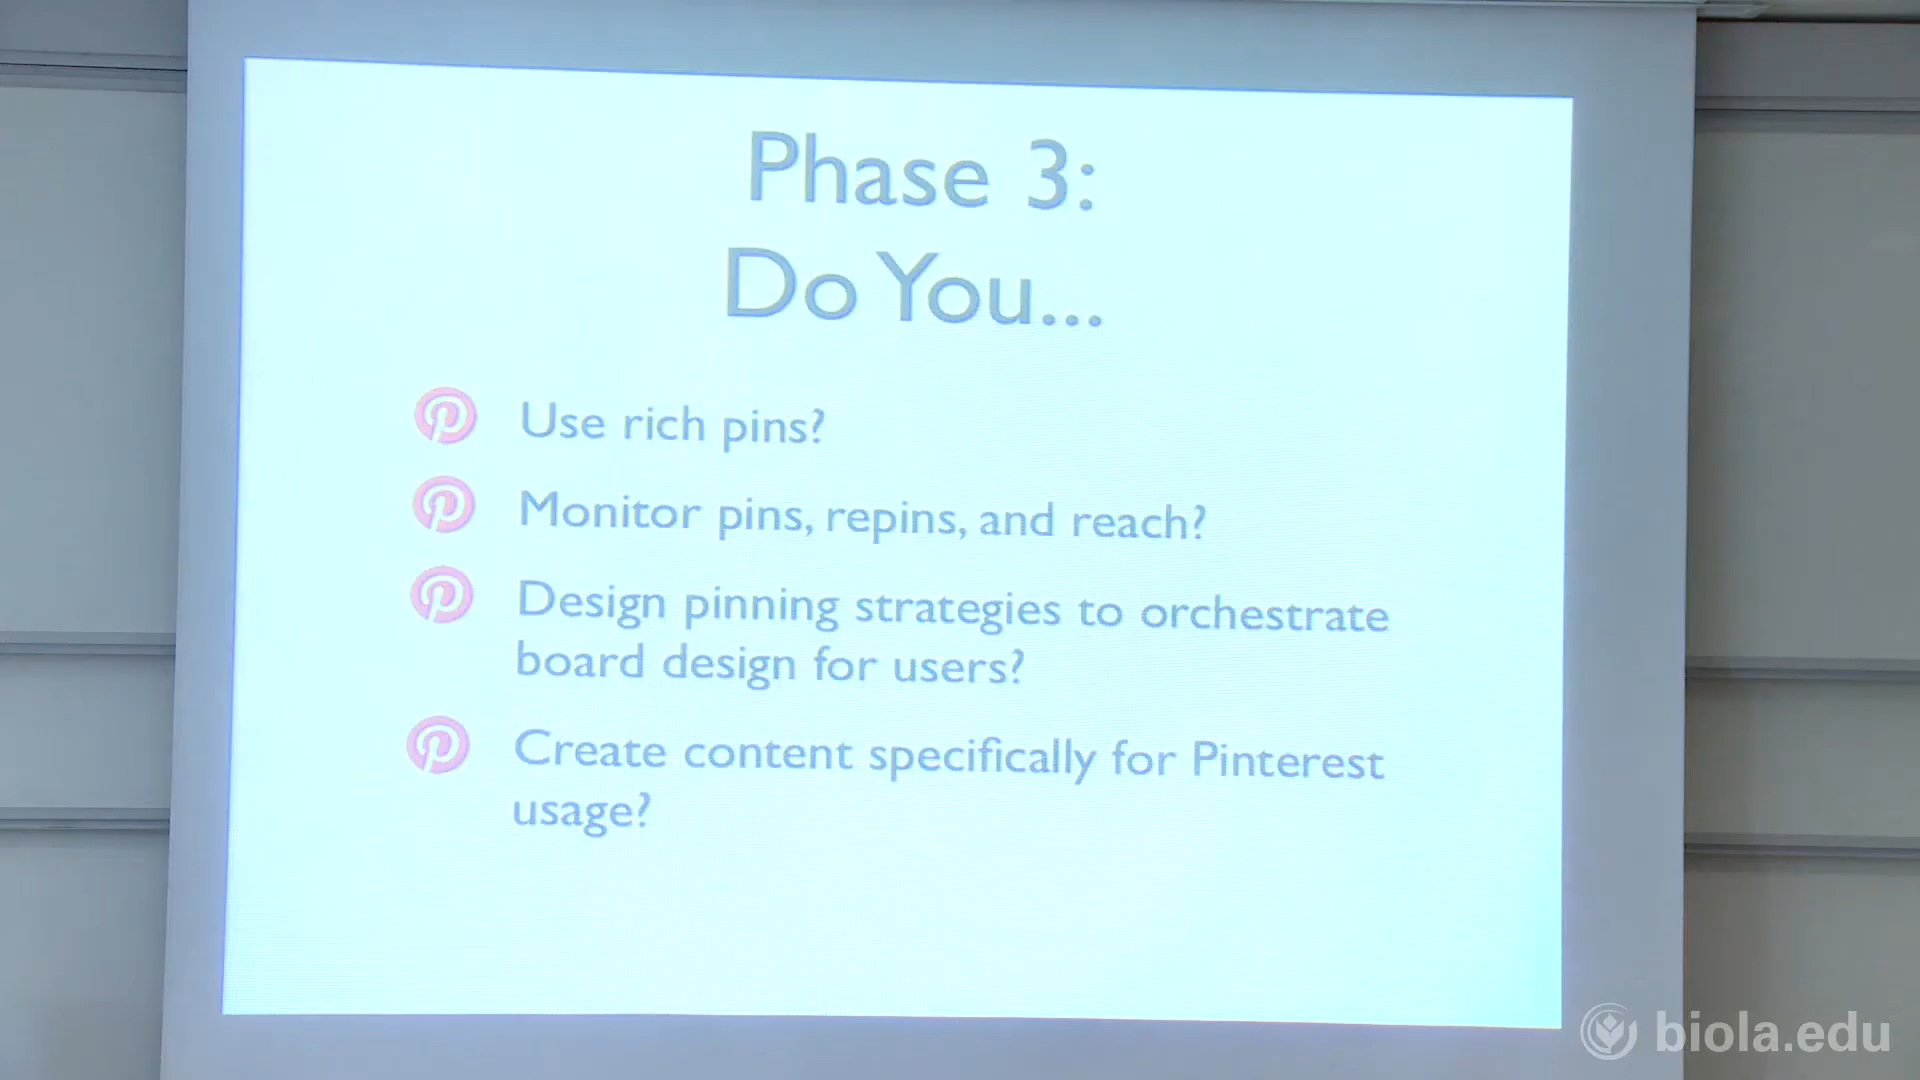 Phase 3:
Do You...
Use rich pins?
Monitor pins, repins, and reach?
Design pinning strategies to orchestrate
board design for users?
Create content specifically for Pinterest
usage?
biola.edu